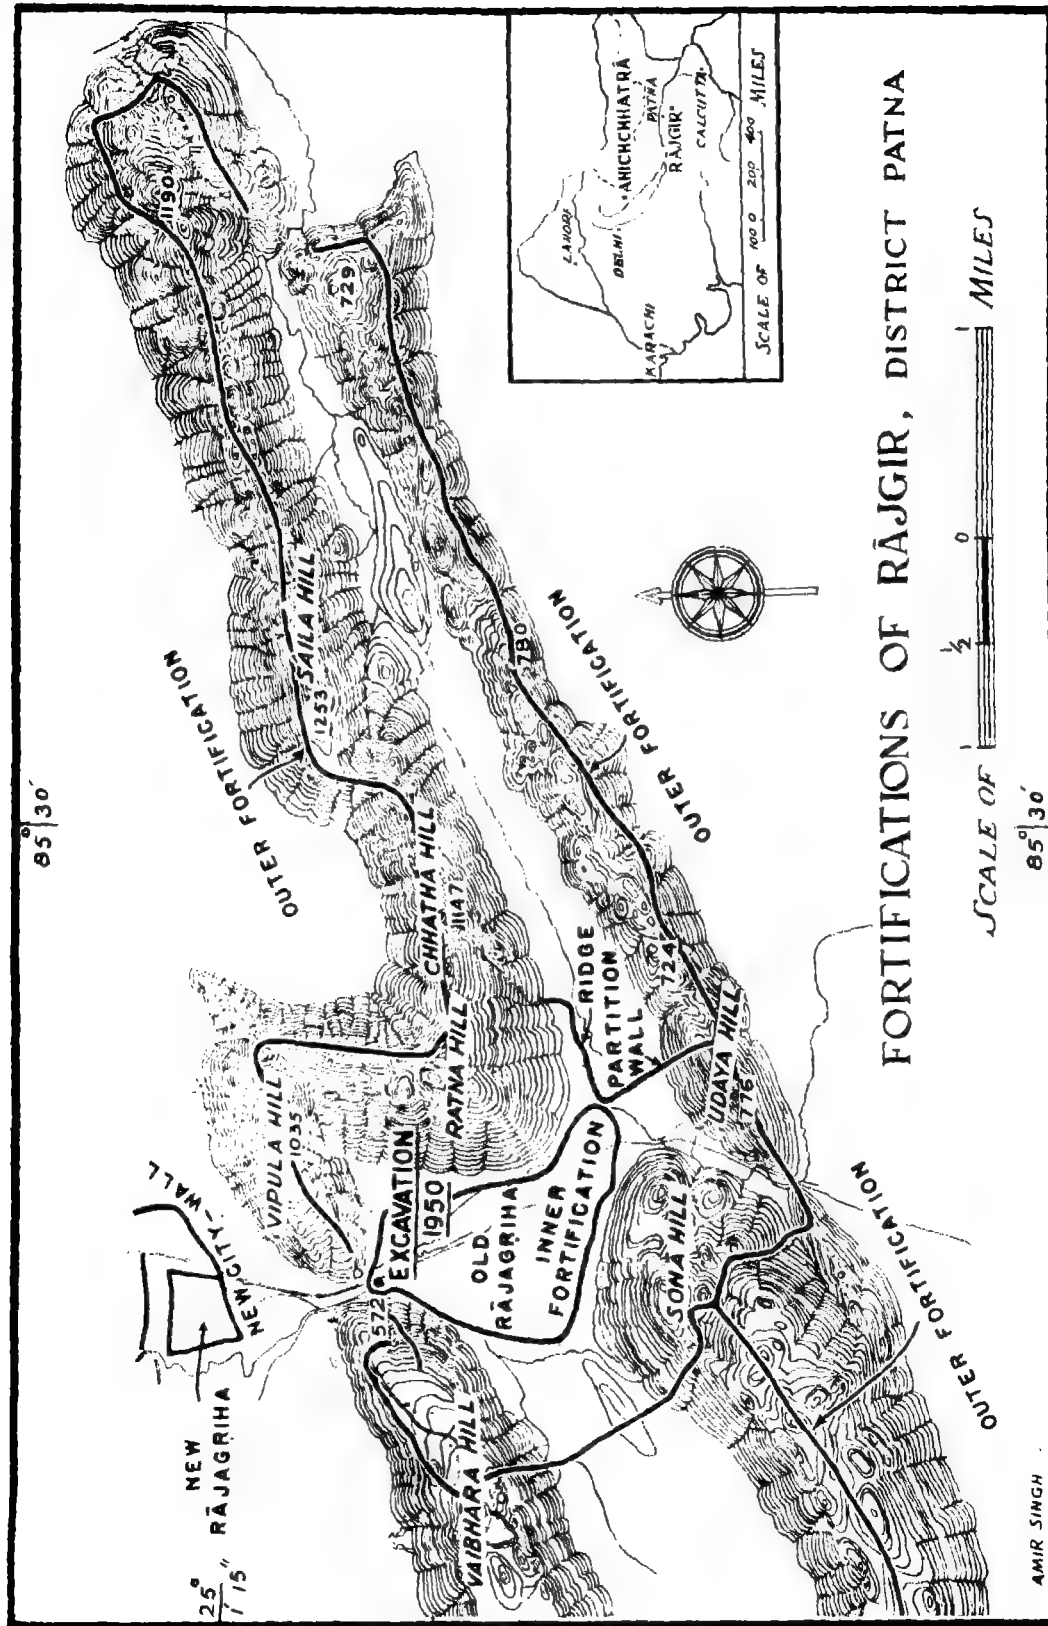 85°30´
25°
1´15″
NEW
RĀJAGRIHA
NEW CITY-WALL
VIPULA HILL
1035
OUTER FORTIFICATION
SAILA HILL
1253
1190
729
CHHATHĀ HILL
1147
RATNA HILL
EXCAVATION
1950
572
OLD
RĀJAGRIHA
INNER
FORTIFICATION
VAIBHĀRA HILL
RIDGE
PARTITION
WALL
724
780
OUTER FORTIFICATION
UDAYA HILL
776
SONĀ HILL
OUTER FORTIFICATION
LAHORE
DELHI
AHICHCHHATRĀ
PATNA
RĀJGIR
CALCUTTA
KARACHI
SCALE OF 100 0 200 400 MILES
FORTIFICATIONS OF RĀJGIR, DISTRICT PATNA
SCALE OF 1 ½ 0 1 MILES
85°30´
AMIR SINGH